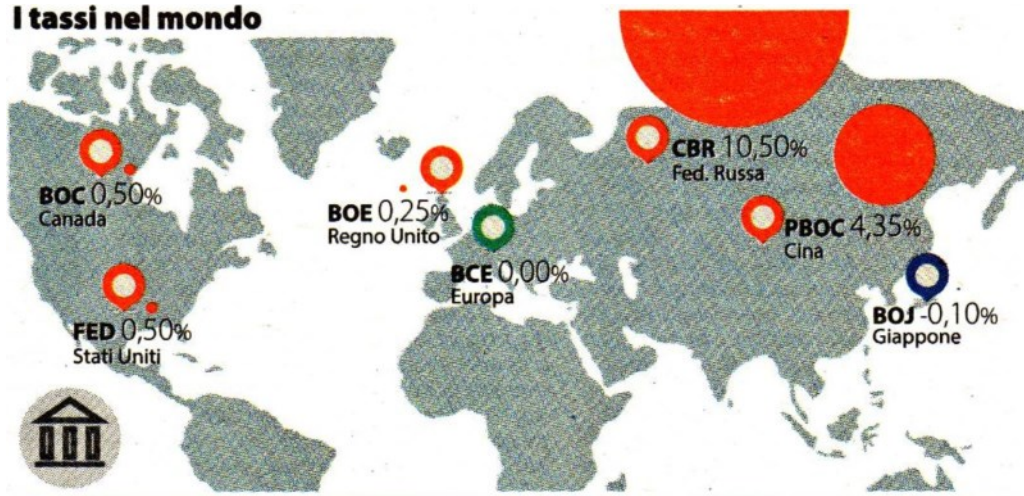 I tassi nel mondo
BOC 0,50%
Canada
FED 0,50%
Stati Uniti
BOE 0,25%
Regno Unito
BCE 0,00%
Europa
CBR 10,50%
Fed. Russa
PBOC 4,35%
Cina
BOJ -0,10%
Giappone